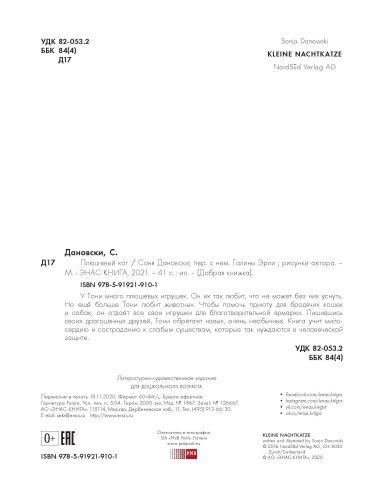 УДК 82-053.2
ББК 84(4)
Д17
Sonja Danowski
KLEINE NACHTKATZE
NordSüd Verlag AG
Дановски, С.
Д17 Плюшевый кот / Соня Дановски; пер. с нем. Галины Эрли ; рисунки автора. –
М. : ЭНАС-КНИГА, 2021. – 41 с.: ил. – (Добрая книжка).
ISBN 978-5-91921-910-1
У Тони много плюшевых игрушек. Он их так любит, что не может без них уснуть.
Но ещё больше Тони любит животных. Чтобы помочь приюту для бродячих кошек
и собак, он отдаёт все свои игрушки для благотворительной ярмарки. Лишившись
своих драгоценных друзей, Тони обретает новых, очень необычных. Книга учит мило-
сердию и состраданию к слабым существам, которые так нуждаются в человеческой
защите.
УДК 82-053.2
ББК 84(4)
Литературно-художественное издание
для дошкольного возраста
Подписано в печать 18.11.2020. Формат 60×84¹/₈. Бумага офсетная.
Гарнитура Futura. Усл. печ. л. 5,04. Тираж 2000 экз. Изд. № 1867. Заказ № 126667.
АО «ЭНАС-КНИГА». 115114, Москва, Дербеневская наб., 11. Тел. (495) 913-66-30.
E-mail: adres@enas.ru http://www.enas.ru
facebook.com/enas.kniga
instagram.com/enas.kniga
vk.com/enas.kniga
ok.ru/enas.kniga
0+ EAC
Отпечатано в типографии
SIA «PNB Print», Латвия
www.pnbprint.eu
PNB
ISBN 978-5-91921-910-1
KLEINE NACHTKATZE
written and illustrated by Sonja Danowski
© 2016 NordSüd Verlag AG, CH-8050
Zürich/Switzerland
© АО «ЭНАС-КНИГА», 2020